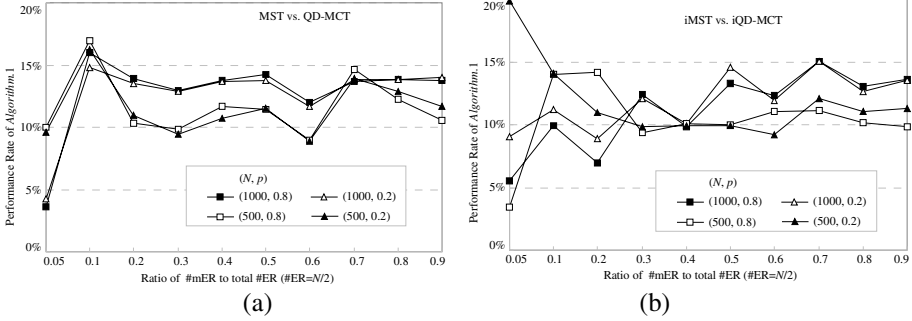 MST vs. QD-MCT
Performance Rate of Algorithm.1
20%
15%
10%
5%
0%
(N, p)
(1000, 0.8)
(1000, 0.2)
(500, 0.8)
(500, 0.2)
0.05 0.1 0.2 0.3 0.4 0.5 0.6 0.7 0.8 0.9
Ratio of #mER to total #ER (#ER=N/2)
(a)
iMST vs. iQD-MCT
Performance Rate of Algorithm.1
20%
15%
10%
5%
0%
(N, p)
(1000, 0.8)
(1000, 0.2)
(500, 0.8)
(500, 0.2)
0.05 0.1 0.2 0.3 0.4 0.5 0.6 0.7 0.8 0.9
Ratio of #mER to total #ER (#ER=N/2)
(b)